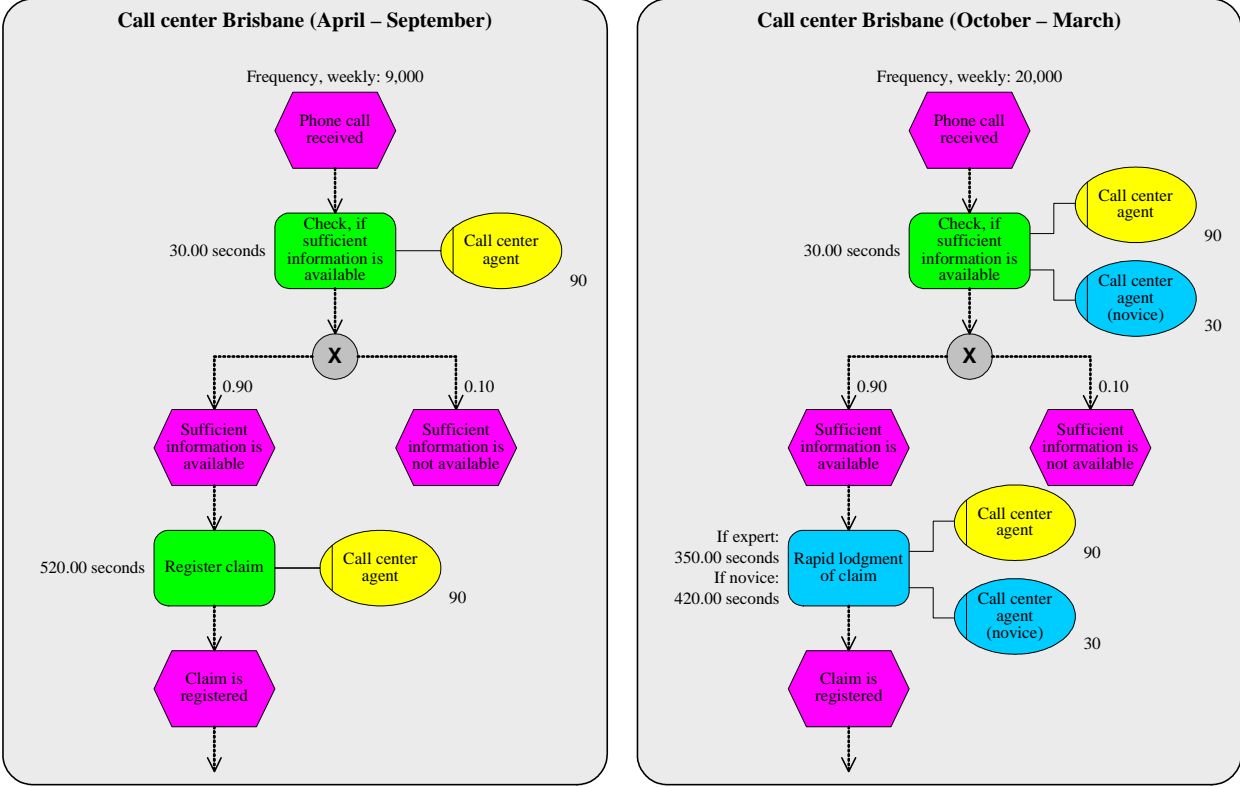 Call center Brisbane (April – September)
Frequency, weekly: 9,000
Phone call
received
30.00 seconds
Check, if
sufficient
information is
available
Call center
agent
90
X
0.90
0.10
Sufficient
information is
available
Sufficient
information is
not available
520.00 seconds
Register claim
Call center
agent
90
Claim is
registered
Call center Brisbane (October – March)
Frequency, weekly: 20,000
Phone call
received
30.00 seconds
Check, if
sufficient
information is
available
Call center
agent
90
Call center
agent
(novice)
30
X
0.90
0.10
Sufficient
information is
available
Sufficient
information is
not available
If expert:
350.00 seconds
If novice:
420.00 seconds
Rapid lodgment
of claim
Call center
agent
90
Call center
agent
(novice)
30
Claim is
registered